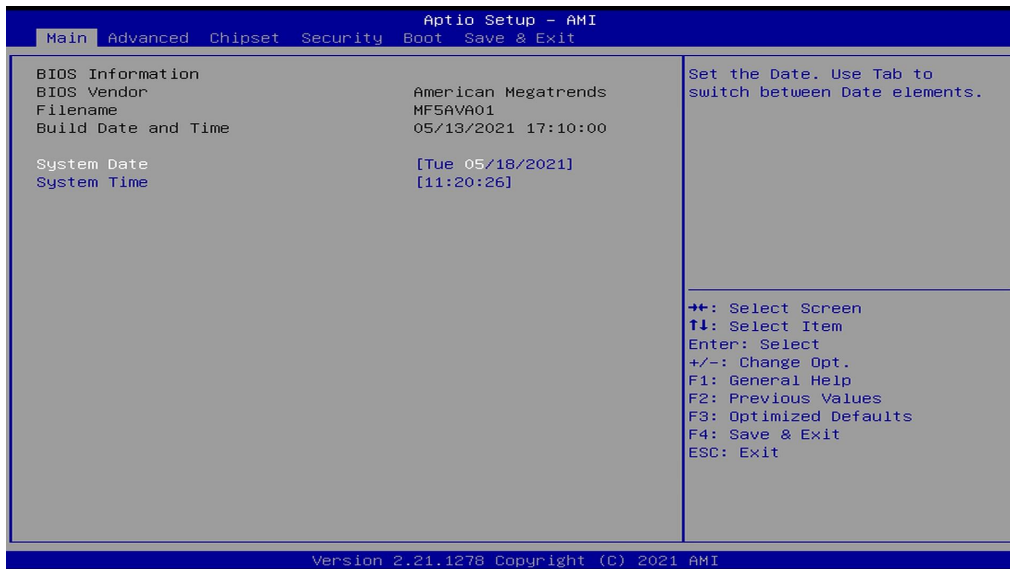 Aptio Setup – AMI
Main Advanced Chipset Security Boot Save & Exit
BIOS Information
BIOS Vendor American Megatrends
Filename MF5AVA01
Build Date and Time 05/13/2021 17:10:00
System Date [Tue 05/18/2021]
System Time [11:20:26]
Set the Date. Use Tab to
switch between Date elements.
→←: Select Screen
↑↓: Select Item
Enter: Select
+/-: Change Opt.
F1: General Help
F2: Previous Values
F3: Optimized Defaults
F4: Save & Exit
ESC: Exit
Version 2.21.1278 Copyright (C) 2021 AMI